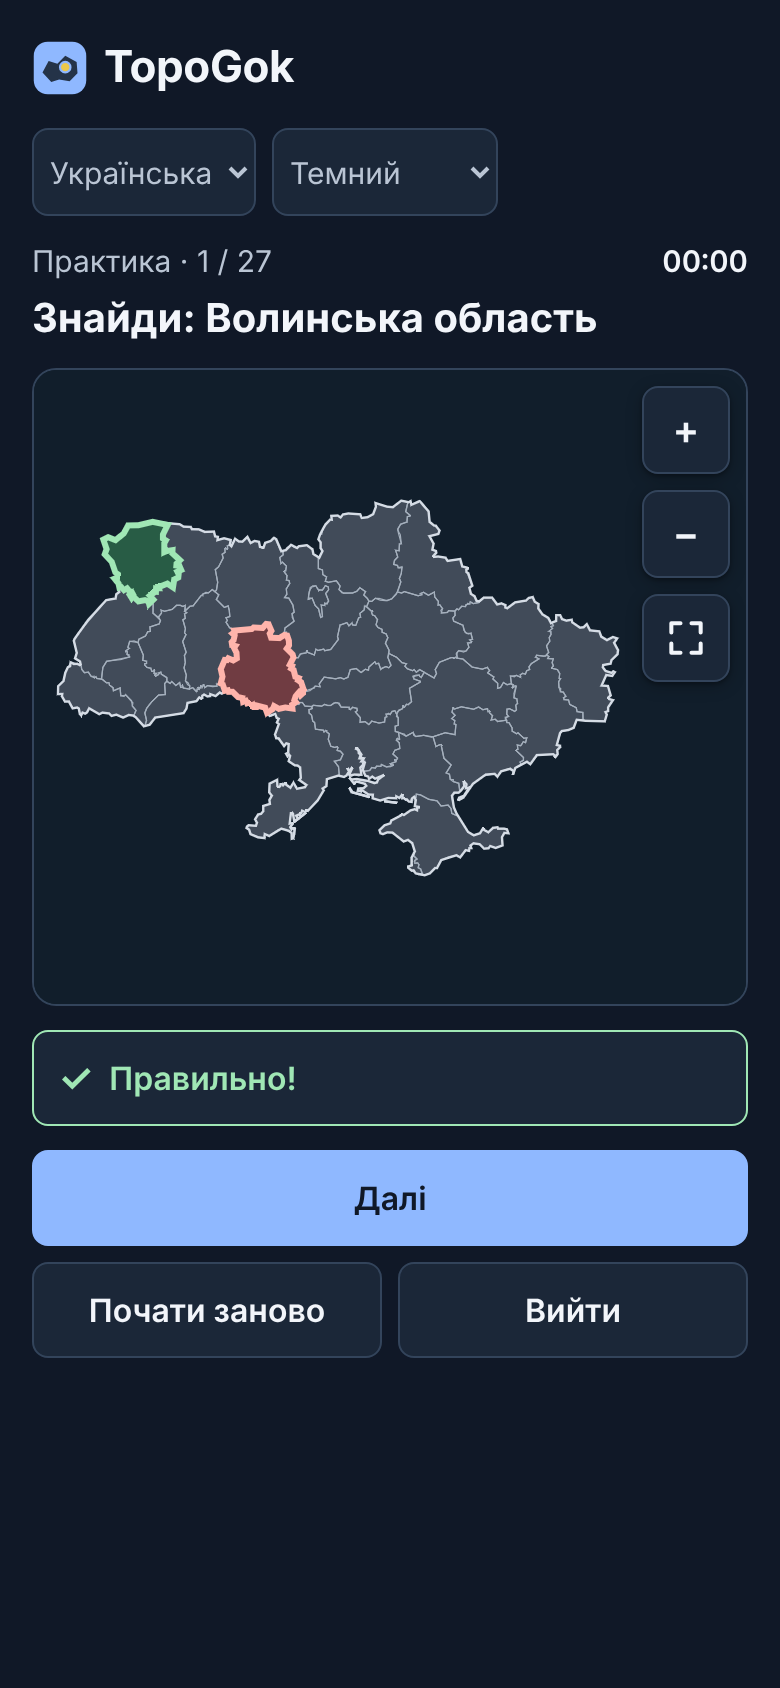 TopoGok
Українська
Темний
Практика · 1 / 27
00:00
Знайди: Волинська область
+
−
Правильно!
Далі
Почати заново
Вийти